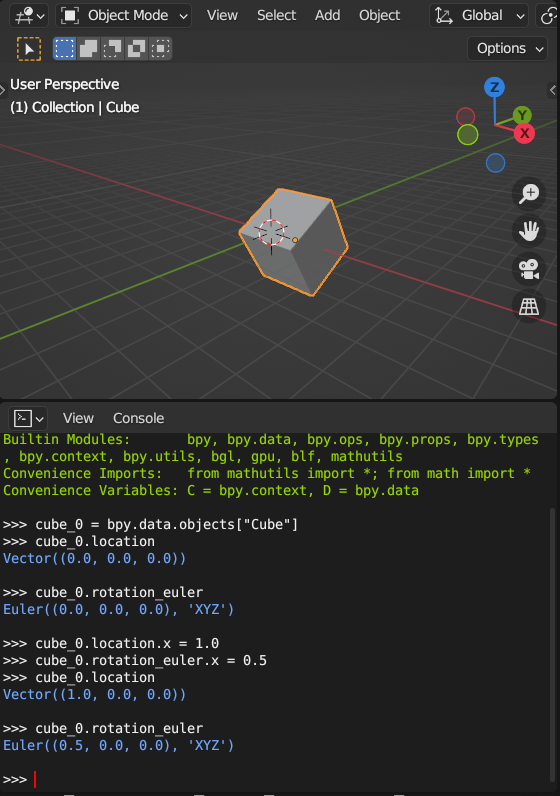 Object Mode View Select Add Object Global
Options
User Perspective
(1) Collection | Cube
Z
Y
X
View Console
Builtin Modules:       bpy, bpy.data, bpy.ops, bpy.props, bpy.types
, bpy.context, bpy.utils, bgl, gpu, blf, mathutils
Convenience Imports:   from mathutils import *; from math import *
Convenience Variables: C = bpy.context, D = bpy.data
>>> cube_0 = bpy.data.objects["Cube"]
>>> cube_0.location
Vector((0.0, 0.0, 0.0))
>>> cube_0.rotation_euler
Euler((0.0, 0.0, 0.0), 'XYZ')
>>> cube_0.location.x = 1.0
>>> cube_0.rotation_euler.x = 0.5
>>> cube_0.location
Vector((1.0, 0.0, 0.0))
>>> cube_0.rotation_euler
Euler((0.5, 0.0, 0.0), 'XYZ')
>>>